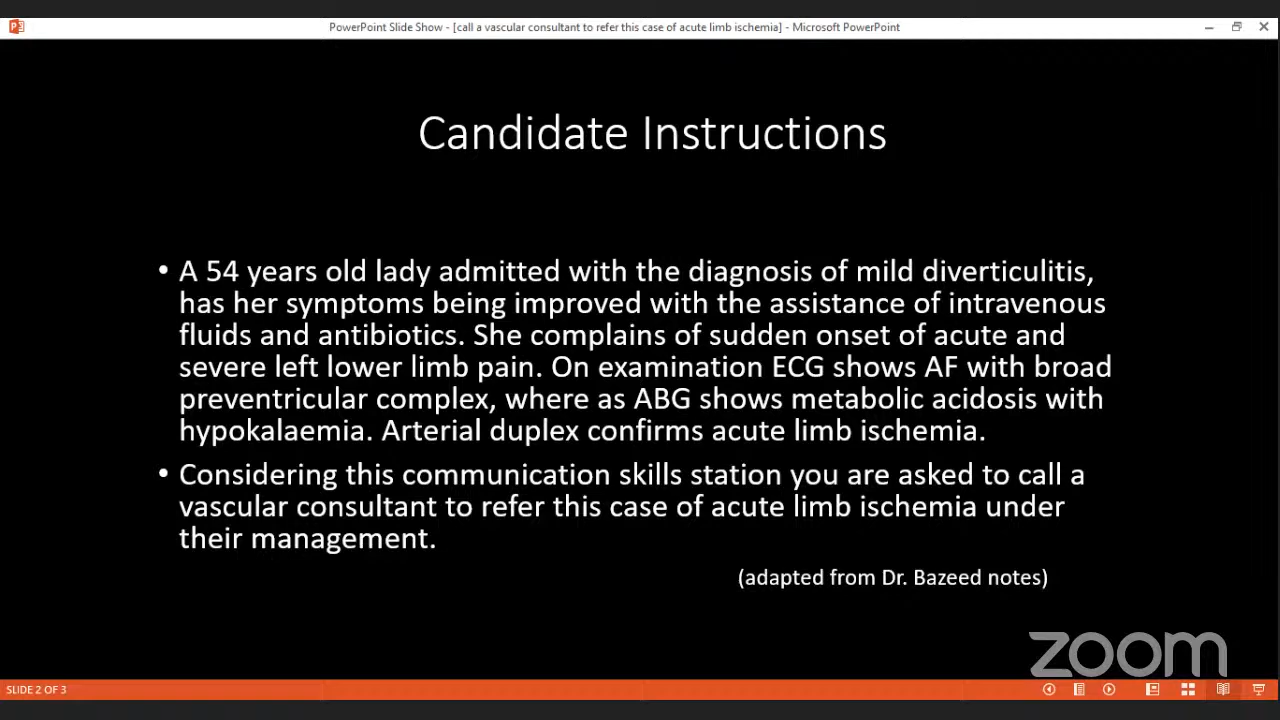 PowerPoint Slide Show - [call a vascular consultant to refer this case of acute limb ischemia] - Microsoft PowerPoint
Candidate Instructions
• A 54 years old lady admitted with the diagnosis of mild diverticulitis,
has her symptoms being improved with the assistance of intravenous
fluids and antibiotics. She complains of sudden onset of acute and
severe left lower limb pain. On examination ECG shows AF with broad
preventricular complex, where as ABG shows metabolic acidosis with
hypokalaemia. Arterial duplex confirms acute limb ischemia.
• Considering this communication skills station you are asked to call a
vascular consultant to refer this case of acute limb ischemia under
their management.
(adapted from Dr. Bazeed notes)
zoom
SLIDE 2 OF 3